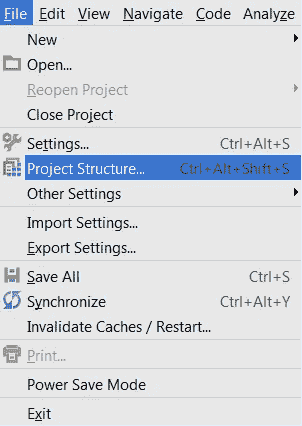 File Edit View Navigate Code Analyze
New
Open...
Reopen Project
Close Project
Settings... Ctrl+Alt+S
Project Structure... Ctrl+Alt+Shift+S
Other Settings
Import Settings...
Export Settings...
Save All Ctrl+S
Synchronize Ctrl+Alt+Y
Invalidate Caches / Restart...
Print...
Power Save Mode
Exit